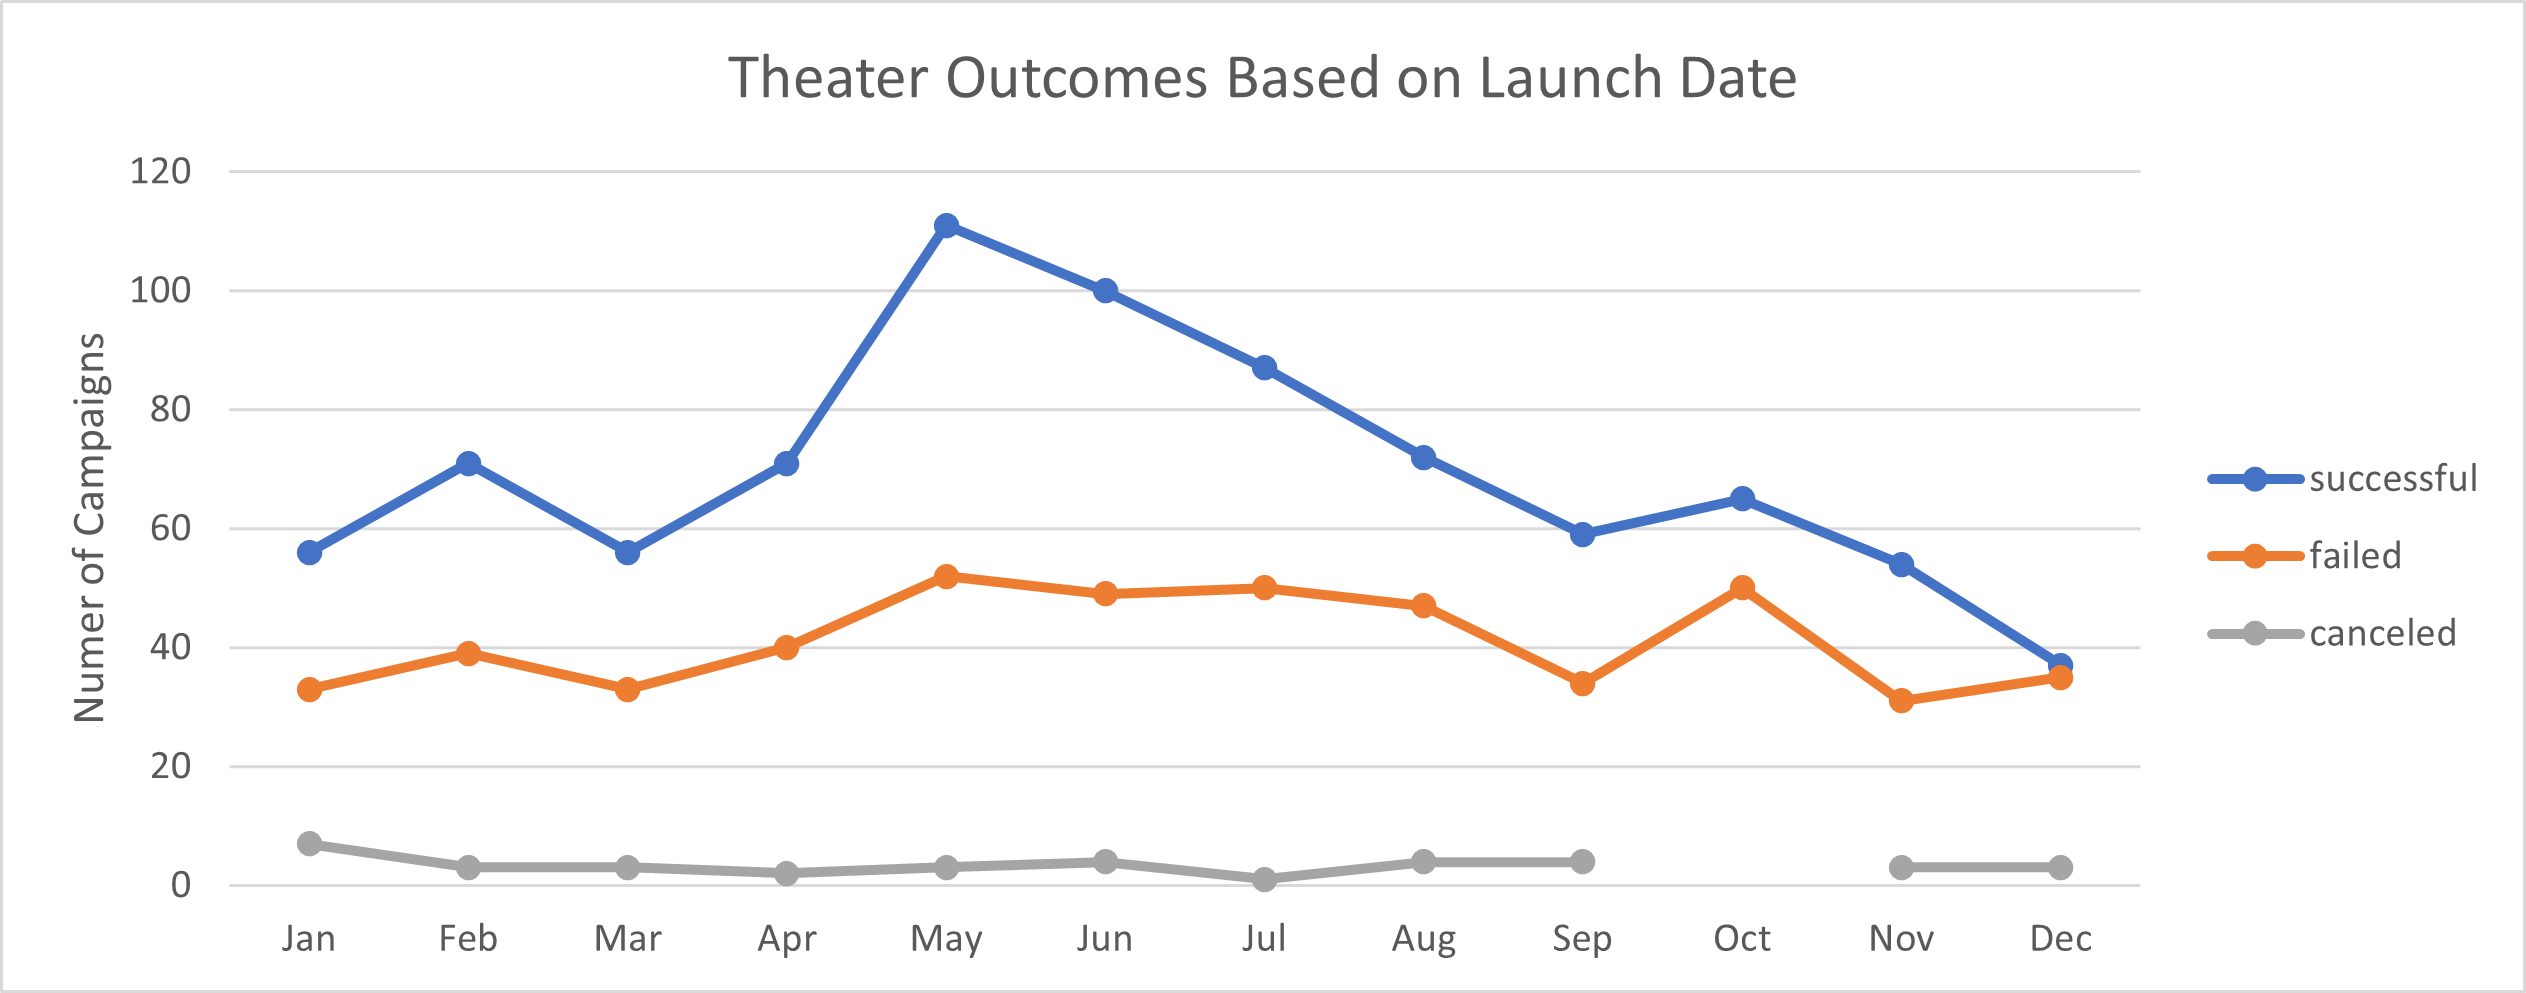 Theater Outcomes Based on Launch Date
Numer of Campaigns
120
100
80
60
40
20
0
Jan Feb Mar Apr May Jun Jul Aug Sep Oct Nov Dec
successful
failed
canceled